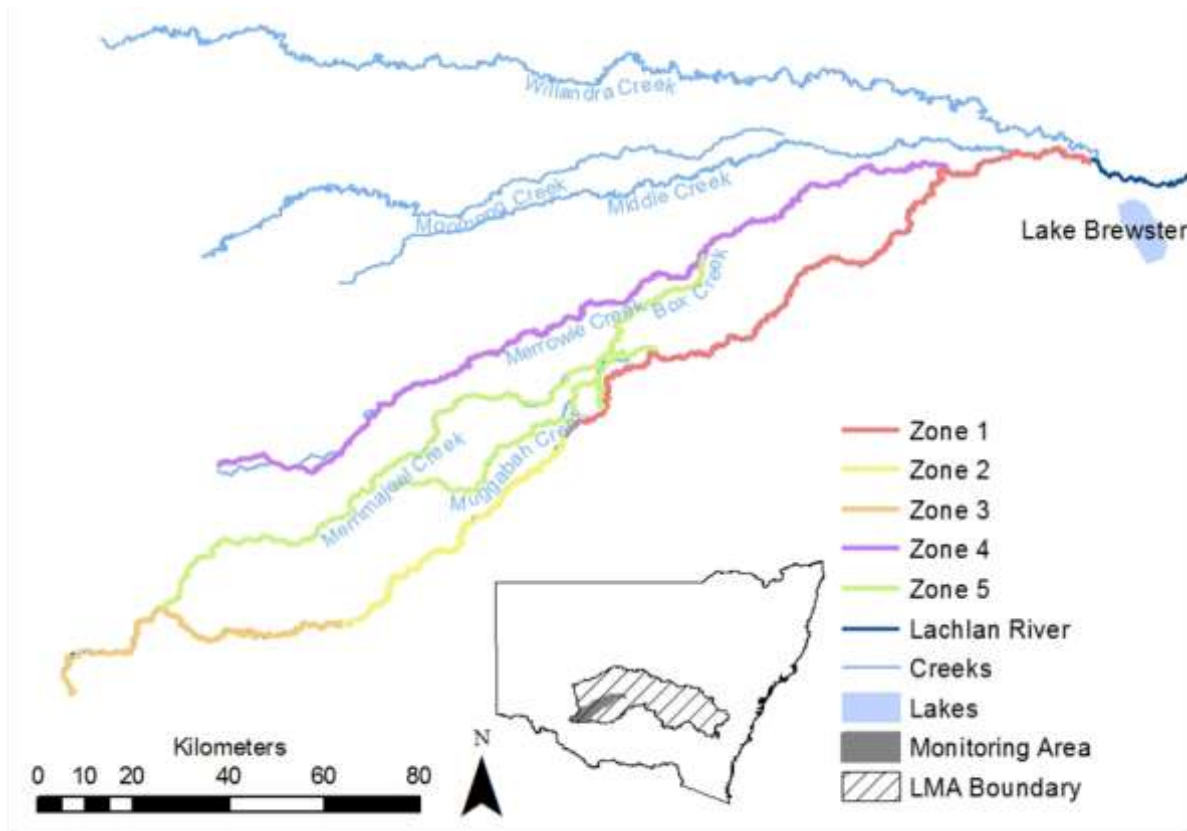 Willandra Creek
Moomong Creek
Middle Creek
Lake Brewster
Box Creek
Merrowie Creek
Merrimajeel Creek
Muggabah Creek
Zone 1
Zone 2
Zone 3
Zone 4
Zone 5
Lachlan River
Creeks
Lakes
Monitoring Area
LMA Boundary
Kilometers
N
0 10 20 40 60 80